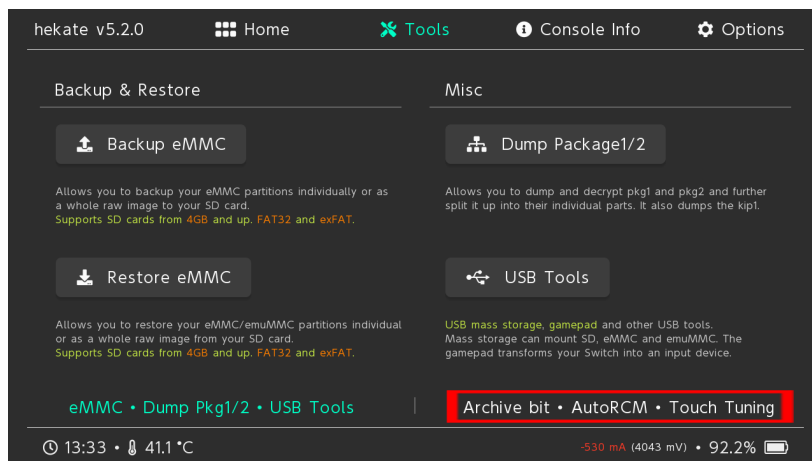 hekate v5.2.0 Home Tools Console Info Options
Backup & Restore
Backup eMMC
Allows you to backup your eMMC partitions individually or as
a whole raw image to your SD card.
Supports SD cards from 4GB and up. FAT32 and exFAT.
Restore eMMC
Allows you to restore your eMMC/emuMMC partitions individual
or as a whole raw image from your SD card.
Supports SD cards from 4GB and up. FAT32 and exFAT.
Misc
Dump Package1/2
Allows you to dump and decrypt pkg1 and pkg2 and further
split it up into their individual parts. It also dumps the kip1.
USB Tools
USB mass storage, gamepad and other USB tools.
Mass storage can mount SD, eMMC and emuMMC. The
gamepad transforms your Switch into an input device.
eMMC • Dump Pkg1/2 • USB Tools | Archive bit • AutoRCM • Touch Tuning
13:33 • 41.1 °C -530 mA (4043 mV) • 92.2%